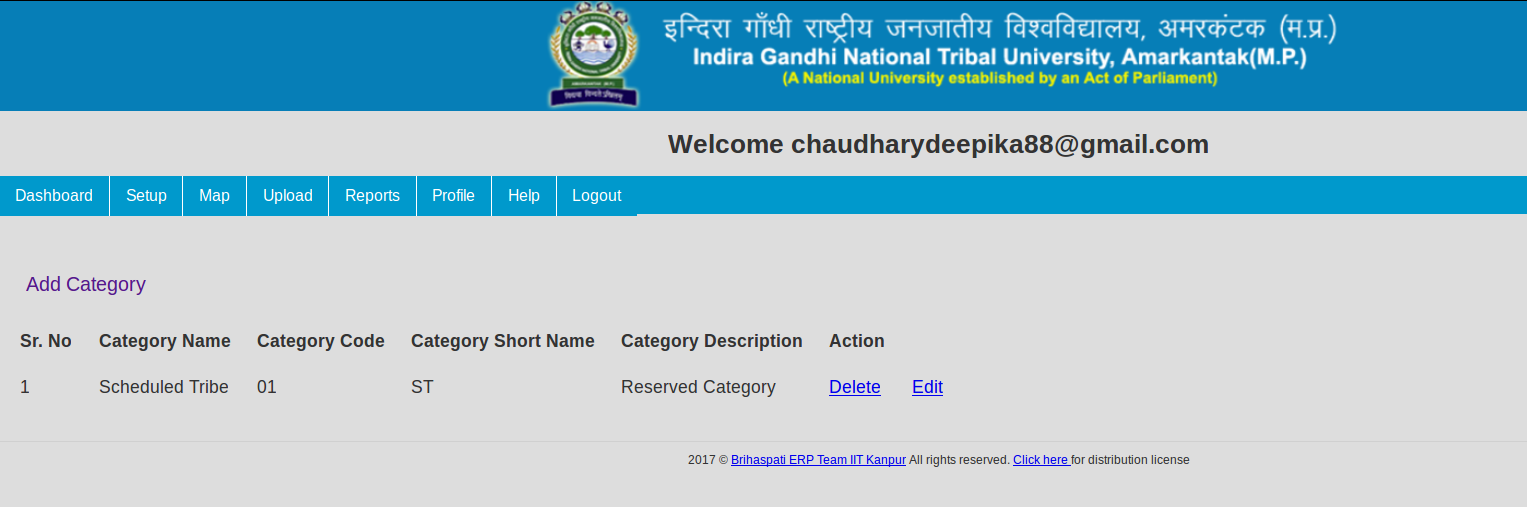 इन्दिरा गाँधी राष्ट्रीय जनजातीय विश्वविद्यालय, अमरकंटक (म.प्र.)
Indira Gandhi National Tribal University, Amarkantak(M.P.)
(A National University established by an Act of Parliament)
Welcome chaudharydeepika88@gmail.com
Dashboard Setup Map Upload Reports Profile Help Logout
Add Category
Sr. No Category Name Category Code Category Short Name Category Description Action
1 Scheduled Tribe 01 ST Reserved Category Delete Edit
2017 © Brihaspati ERP Team IIT Kanpur All rights reserved. Click here for distribution license